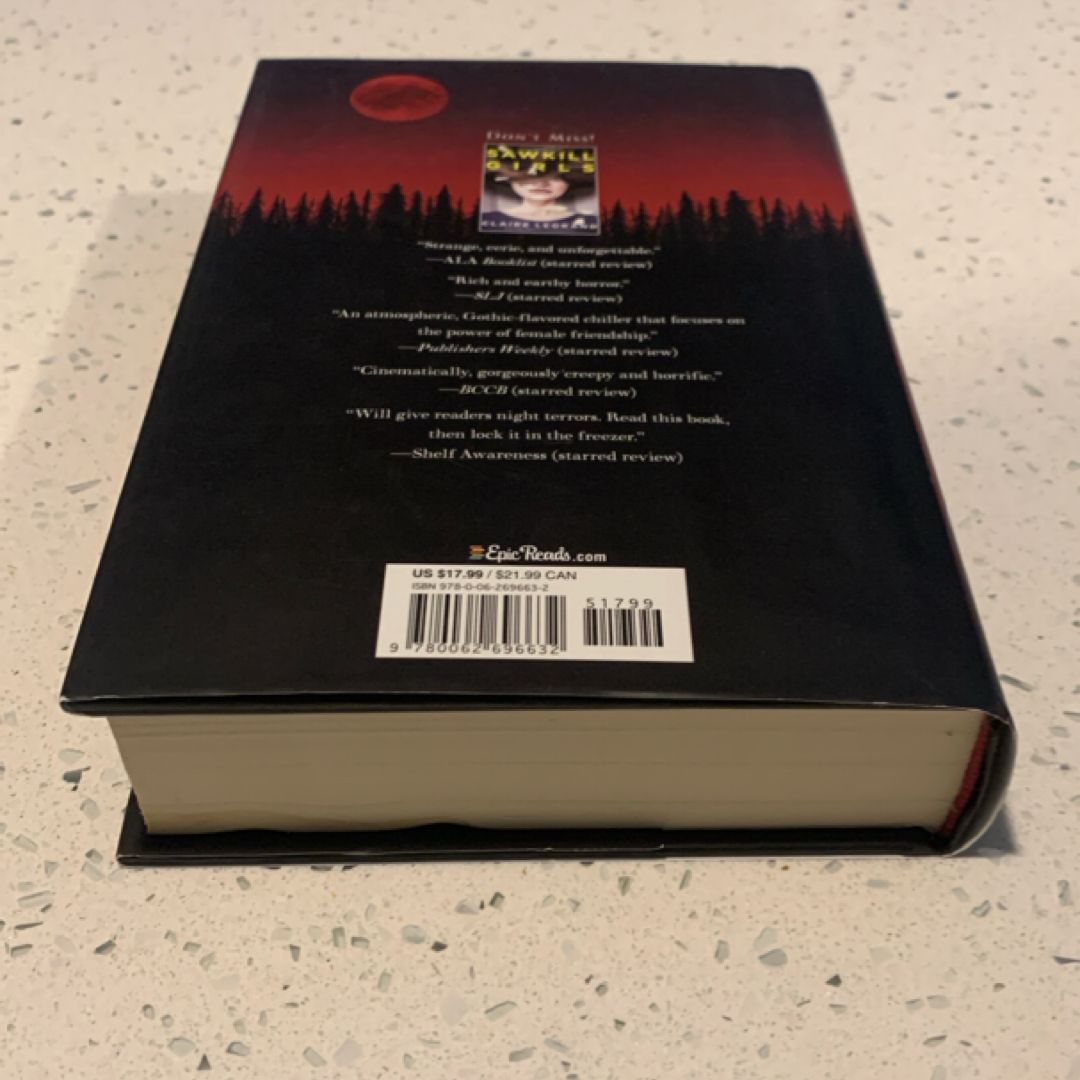 Don't Miss!
SAWKILL
GIRLS
CLAIRE LEGRAND
“Strange, eerie, and unforgettable.”
—ALA Booklist (starred review)
“Rich and earthy horror.”
—SLJ (starred review)
“An atmospheric, Gothic-flavored chiller that focuses on
the power of female friendship.”
—Publishers Weekly (starred review)
“Cinematically, gorgeously creepy and horrific.”
—BCCB (starred review)
“Will give readers night terrors. Read this book,
then lock it in the freezer.”
—Shelf Awareness (starred review)
Epic Reads.com
US $17.99 / $21.99 CAN
ISBN 978-0-06-269663-2
51799
9 780062 696632